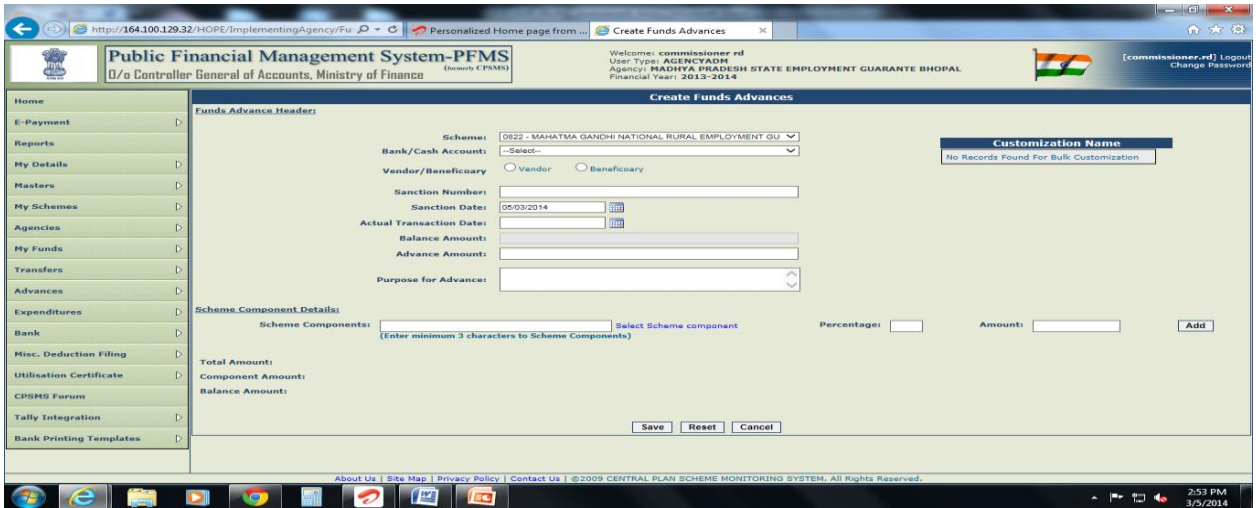 http://164.100.129.32/HOPE/ImplementingAgency/Fu
Personalized Home page from ...
Create Funds Advances
Public Financial Management System-PFMS
(formerly CPSMS)
O/o Controller General of Accounts, Ministry of Finance
Welcome: commissioner rd
User Type: AGENCYADM
Agency: MADHYA PRADESH STATE EMPLOYMENT GUARANTE BHOPAL
Financial Year: 2013-2014
[commissioner.rd] Logout
Change Password
Home
E-Payment
Reports
My Details
Masters
My Schemes
Agencies
My Funds
Transfers
Advances
Expenditures
Bank
Misc. Deduction Filing
Utilisation Certificate
CPSMS Forum
Tally Integration
Bank Printing Templates
Create Funds Advances
Funds Advance Header:
Scheme: 0822 - MAHATMA GANDHI NATIONAL RURAL EMPLOYMENT GU
Bank/Cash Account: --Select--
Vendor/Beneficoary Vendor Beneficoary
Sanction Number:
Sanction Date: 05/03/2014
Actual Transaction Date:
Balance Amount:
Advance Amount:
Purpose for Advance:
Customization Name
No Records Found For Bulk Customization
Scheme Component Details:
Scheme Components: Select Scheme component Percentage: Amount: Add
(Enter minimum 3 characters to Scheme Components)
Total Amount:
Component Amount:
Balance Amount:
Save Reset Cancel
About Us | Site Map | Privacy Policy | Contact Us | ©2009 CENTRAL PLAN SCHEME MONITORING SYSTEM, All Rights Reserved.
2:53 PM
3/5/2014